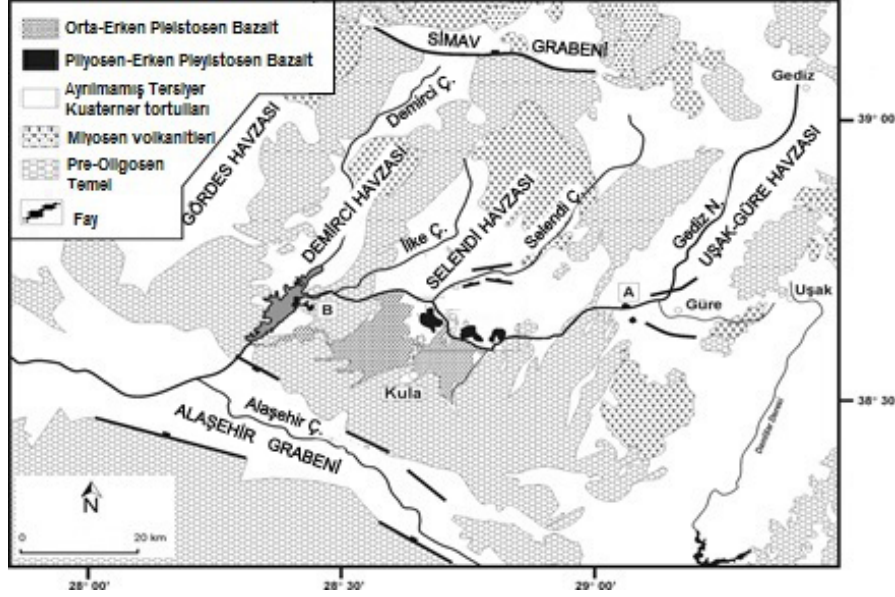 Orta-Erken Pleistosen Bazalt
Pliyosen-Erken Pleyistosen Bazalt
Ayrılmamış Tersiyer
Kuaterner tortulları
Miyosen volkanitleri
Pre-Oligosen
Temel
Fay
SİMAV GRABENİ
Gediz
39° 00'
Demirci Ç.
GÖRDES HAVZASI
DEMIRCI HAVZASI
İlke Ç.
SELENDİ HAVZASI
Selendi Ç.
Gediz N.
UŞAK-GÜRE HAVZASI
A
B
Güre
Uşak
Kula
38° 30'
Alaşehir Ç.
ALAŞEHİR GRABENİ
N
0 20 km
28° 00'
28° 30'
29° 00'